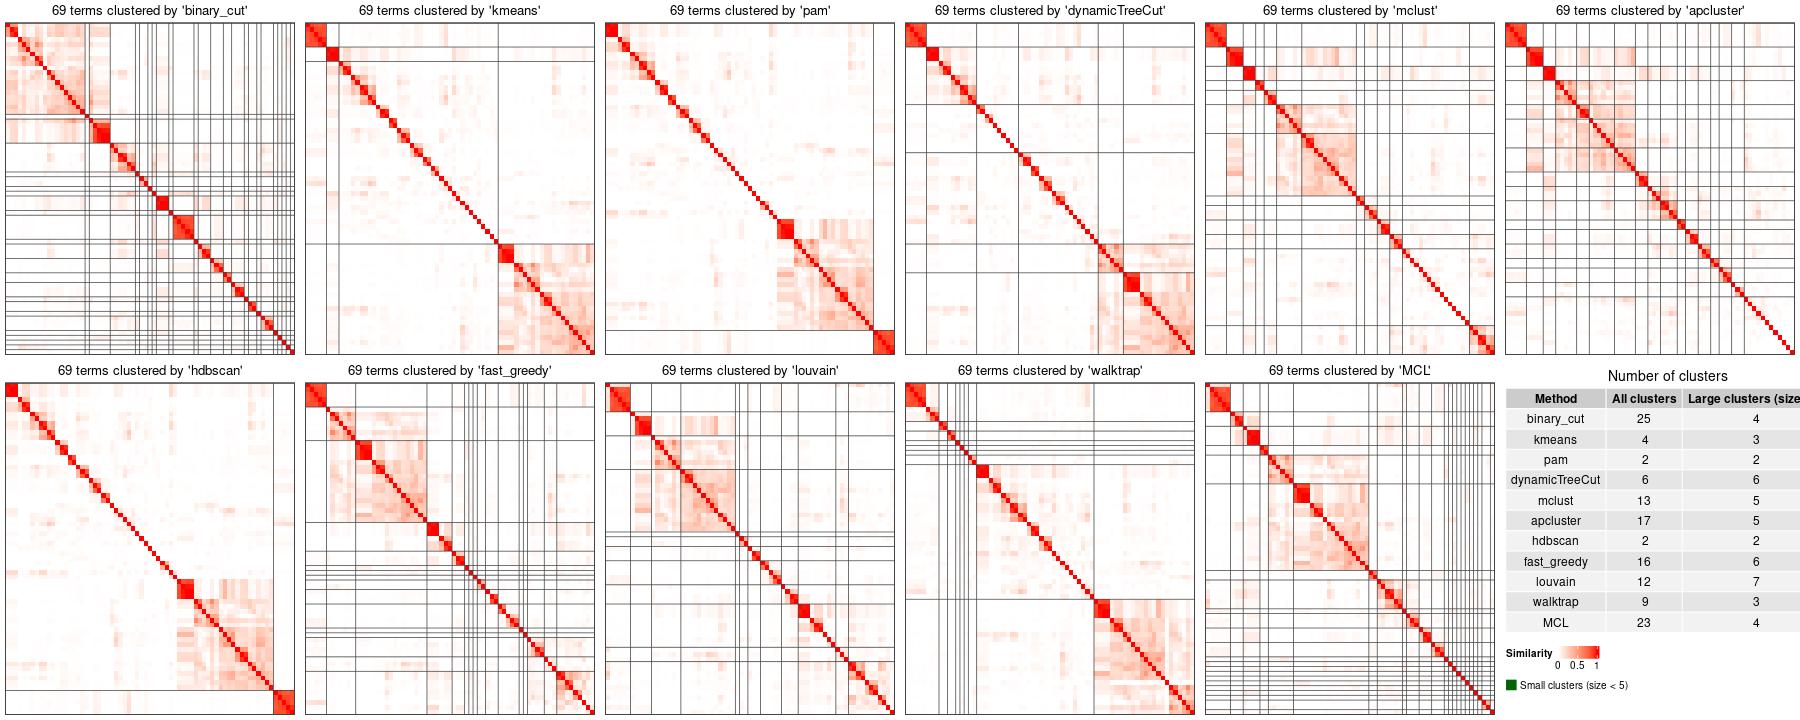 69 terms clustered by 'binary_cut'
69 terms clustered by 'kmeans'
69 terms clustered by 'pam'
69 terms clustered by 'dynamicTreeCut'
69 terms clustered by 'mclust'
69 terms clustered by 'apcluster'
69 terms clustered by 'hdbscan'
69 terms clustered by 'fast_greedy'
69 terms clustered by 'louvain'
69 terms clustered by 'walktrap'
69 terms clustered by 'MCL'
Number of clusters
Method All clusters Large clusters (size
binary_cut 25 4
kmeans 4 3
pam 2 2
dynamicTreeCut 6 6
mclust 13 5
apcluster 17 5
hdbscan 2 2
fast_greedy 16 6
louvain 12 7
walktrap 9 3
MCL 23 4
Similarity
0 0.5 1
Small clusters (size < 5)